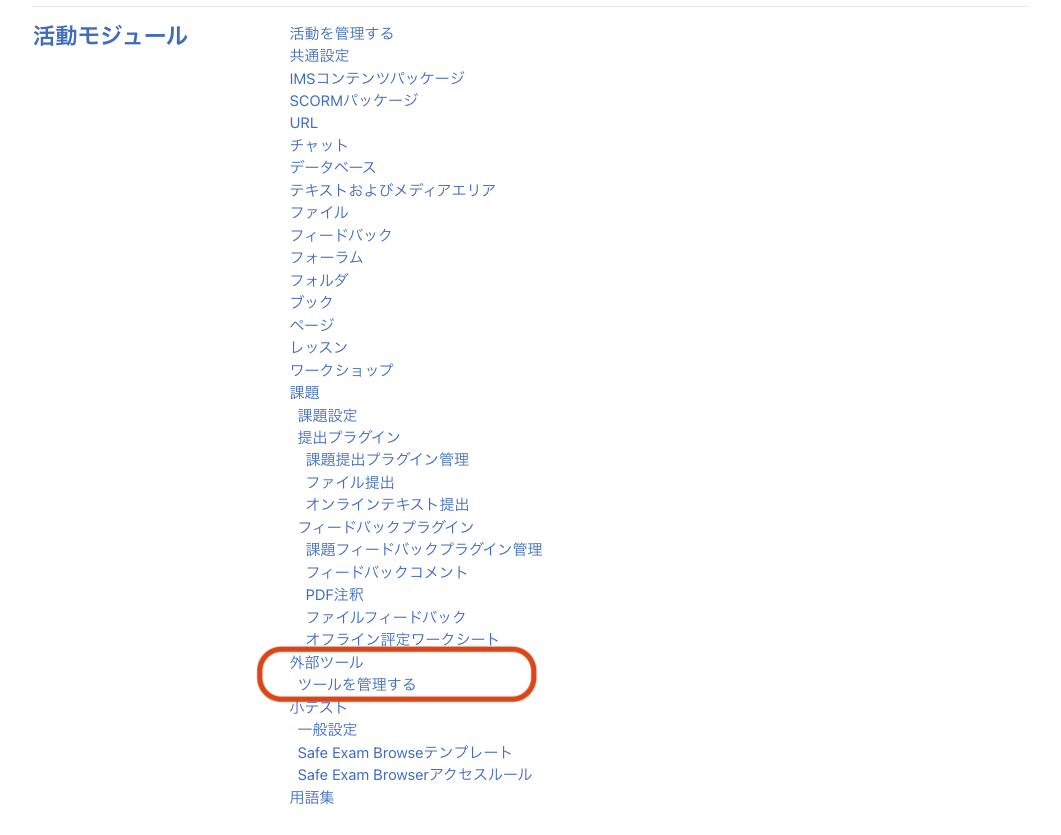 活動モジュール
活動を管理する
共通設定
IMSコンテンツパッケージ
SCORMパッケージ
URL
チャット
データベース
テキストおよびメディアエリア
ファイル
フィードバック
フォーラム
フォルダ
ブック
ページ
レッスン
ワークショップ
課題
課題設定
提出プラグイン
課題提出プラグイン管理
ファイル提出
オンラインテキスト提出
フィードバックプラグイン
課題フィードバックプラグイン管理
フィードバックコメント
PDF注釈
ファイルフィードバック
オフライン評定ワークシート
外部ツール
ツールを管理する
小テスト
一般設定
Safe Exam Browseテンプレート
Safe Exam Browserアクセスルール
用語集